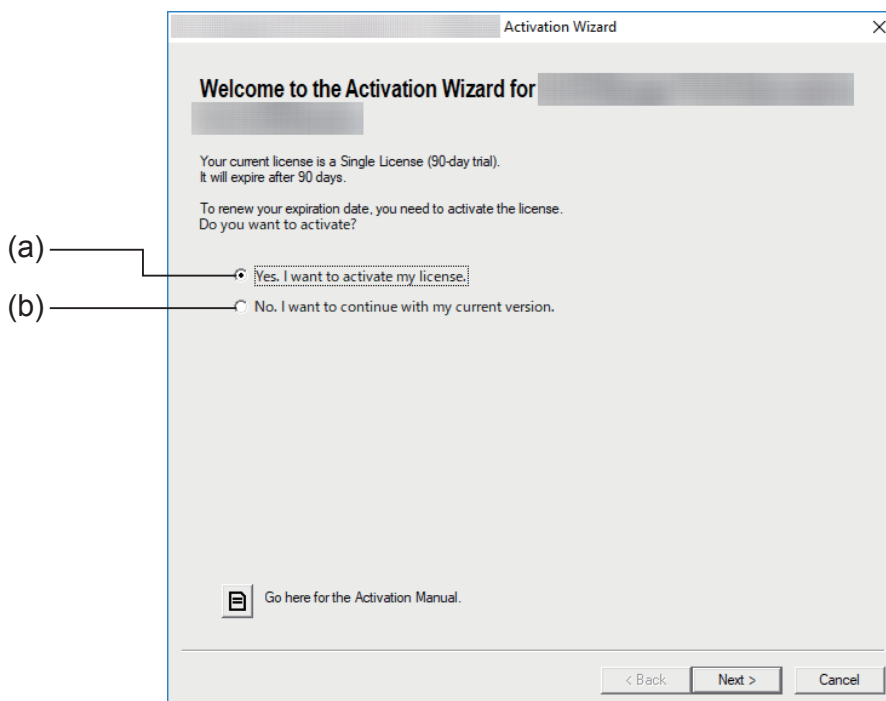 Activation Wizard
Welcome to the Activation Wizard for
Your current license is a Single License (90-day trial).
It will expire after 90 days.
To renew your expiration date, you need to activate the license.
Do you want to activate?
(a)
Yes. I want to activate my license.
(b)
No. I want to continue with my current version.
Go here for the Activation Manual.
< Back
Next >
Cancel